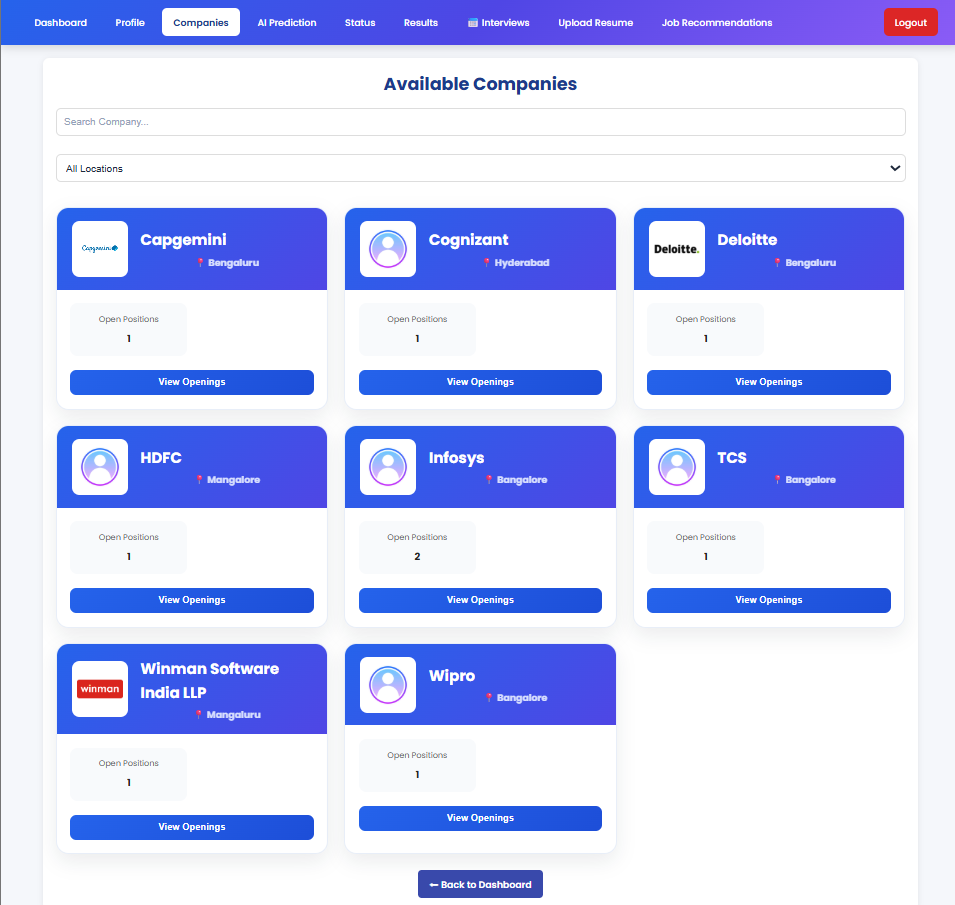 Dashboard Profile Companies AI Prediction Status Results Interviews Upload Resume Job Recommendations Logout
Available Companies
Search Company...
All Locations
Capgemini
Capgemini
Bengaluru
Open Positions
1
View Openings
Cognizant
Hyderabad
Open Positions
1
View Openings
Deloitte.
Deloitte
Bengaluru
Open Positions
1
View Openings
HDFC
Mangalore
Open Positions
1
View Openings
Infosys
Bangalore
Open Positions
2
View Openings
TCS
Bangalore
Open Positions
1
View Openings
winman
Winman Software
India LLP
Mangaluru
Open Positions
1
View Openings
Wipro
Bangalore
Open Positions
1
View Openings
← Back to Dashboard